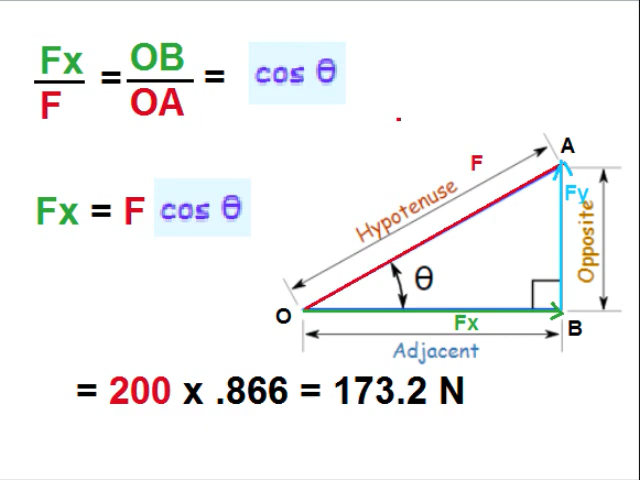 Fx = OB = cos θ
F OA
Fx = F cos θ
A
F
Hypotenuse
Fy
Opposite
θ
O
Fx
B
Adjacent
= 200 x .866 = 173.2 N